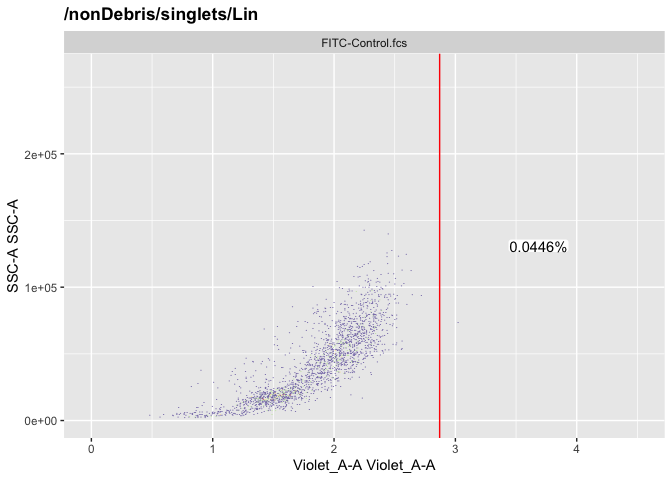 /nonDebris/singlets/Lin
FITC-Control.fcs
2e+05
0.0446%
1e+05
0e+00
SSC-A SSC-A
0 1 2 3 4
Violet_A-A Violet_A-A